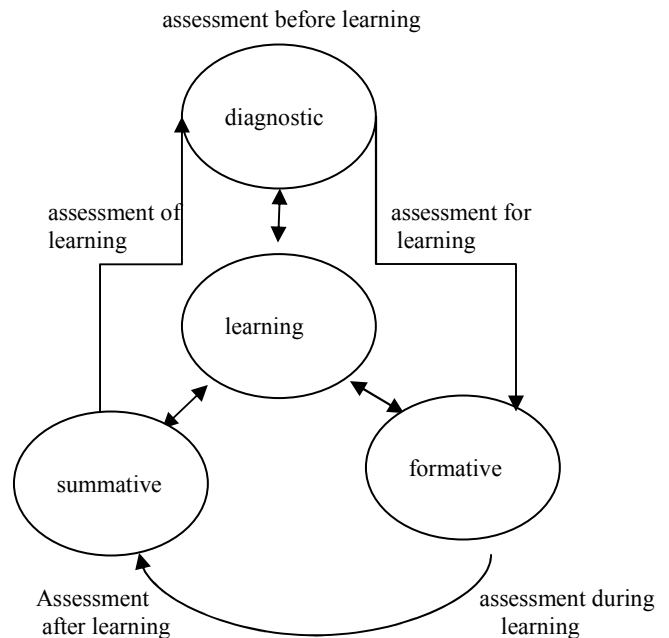 assessment before learning
diagnostic
assessment of
learning
assessment for
learning
learning
summative
formative
Assessment
after learning
assessment during
learning